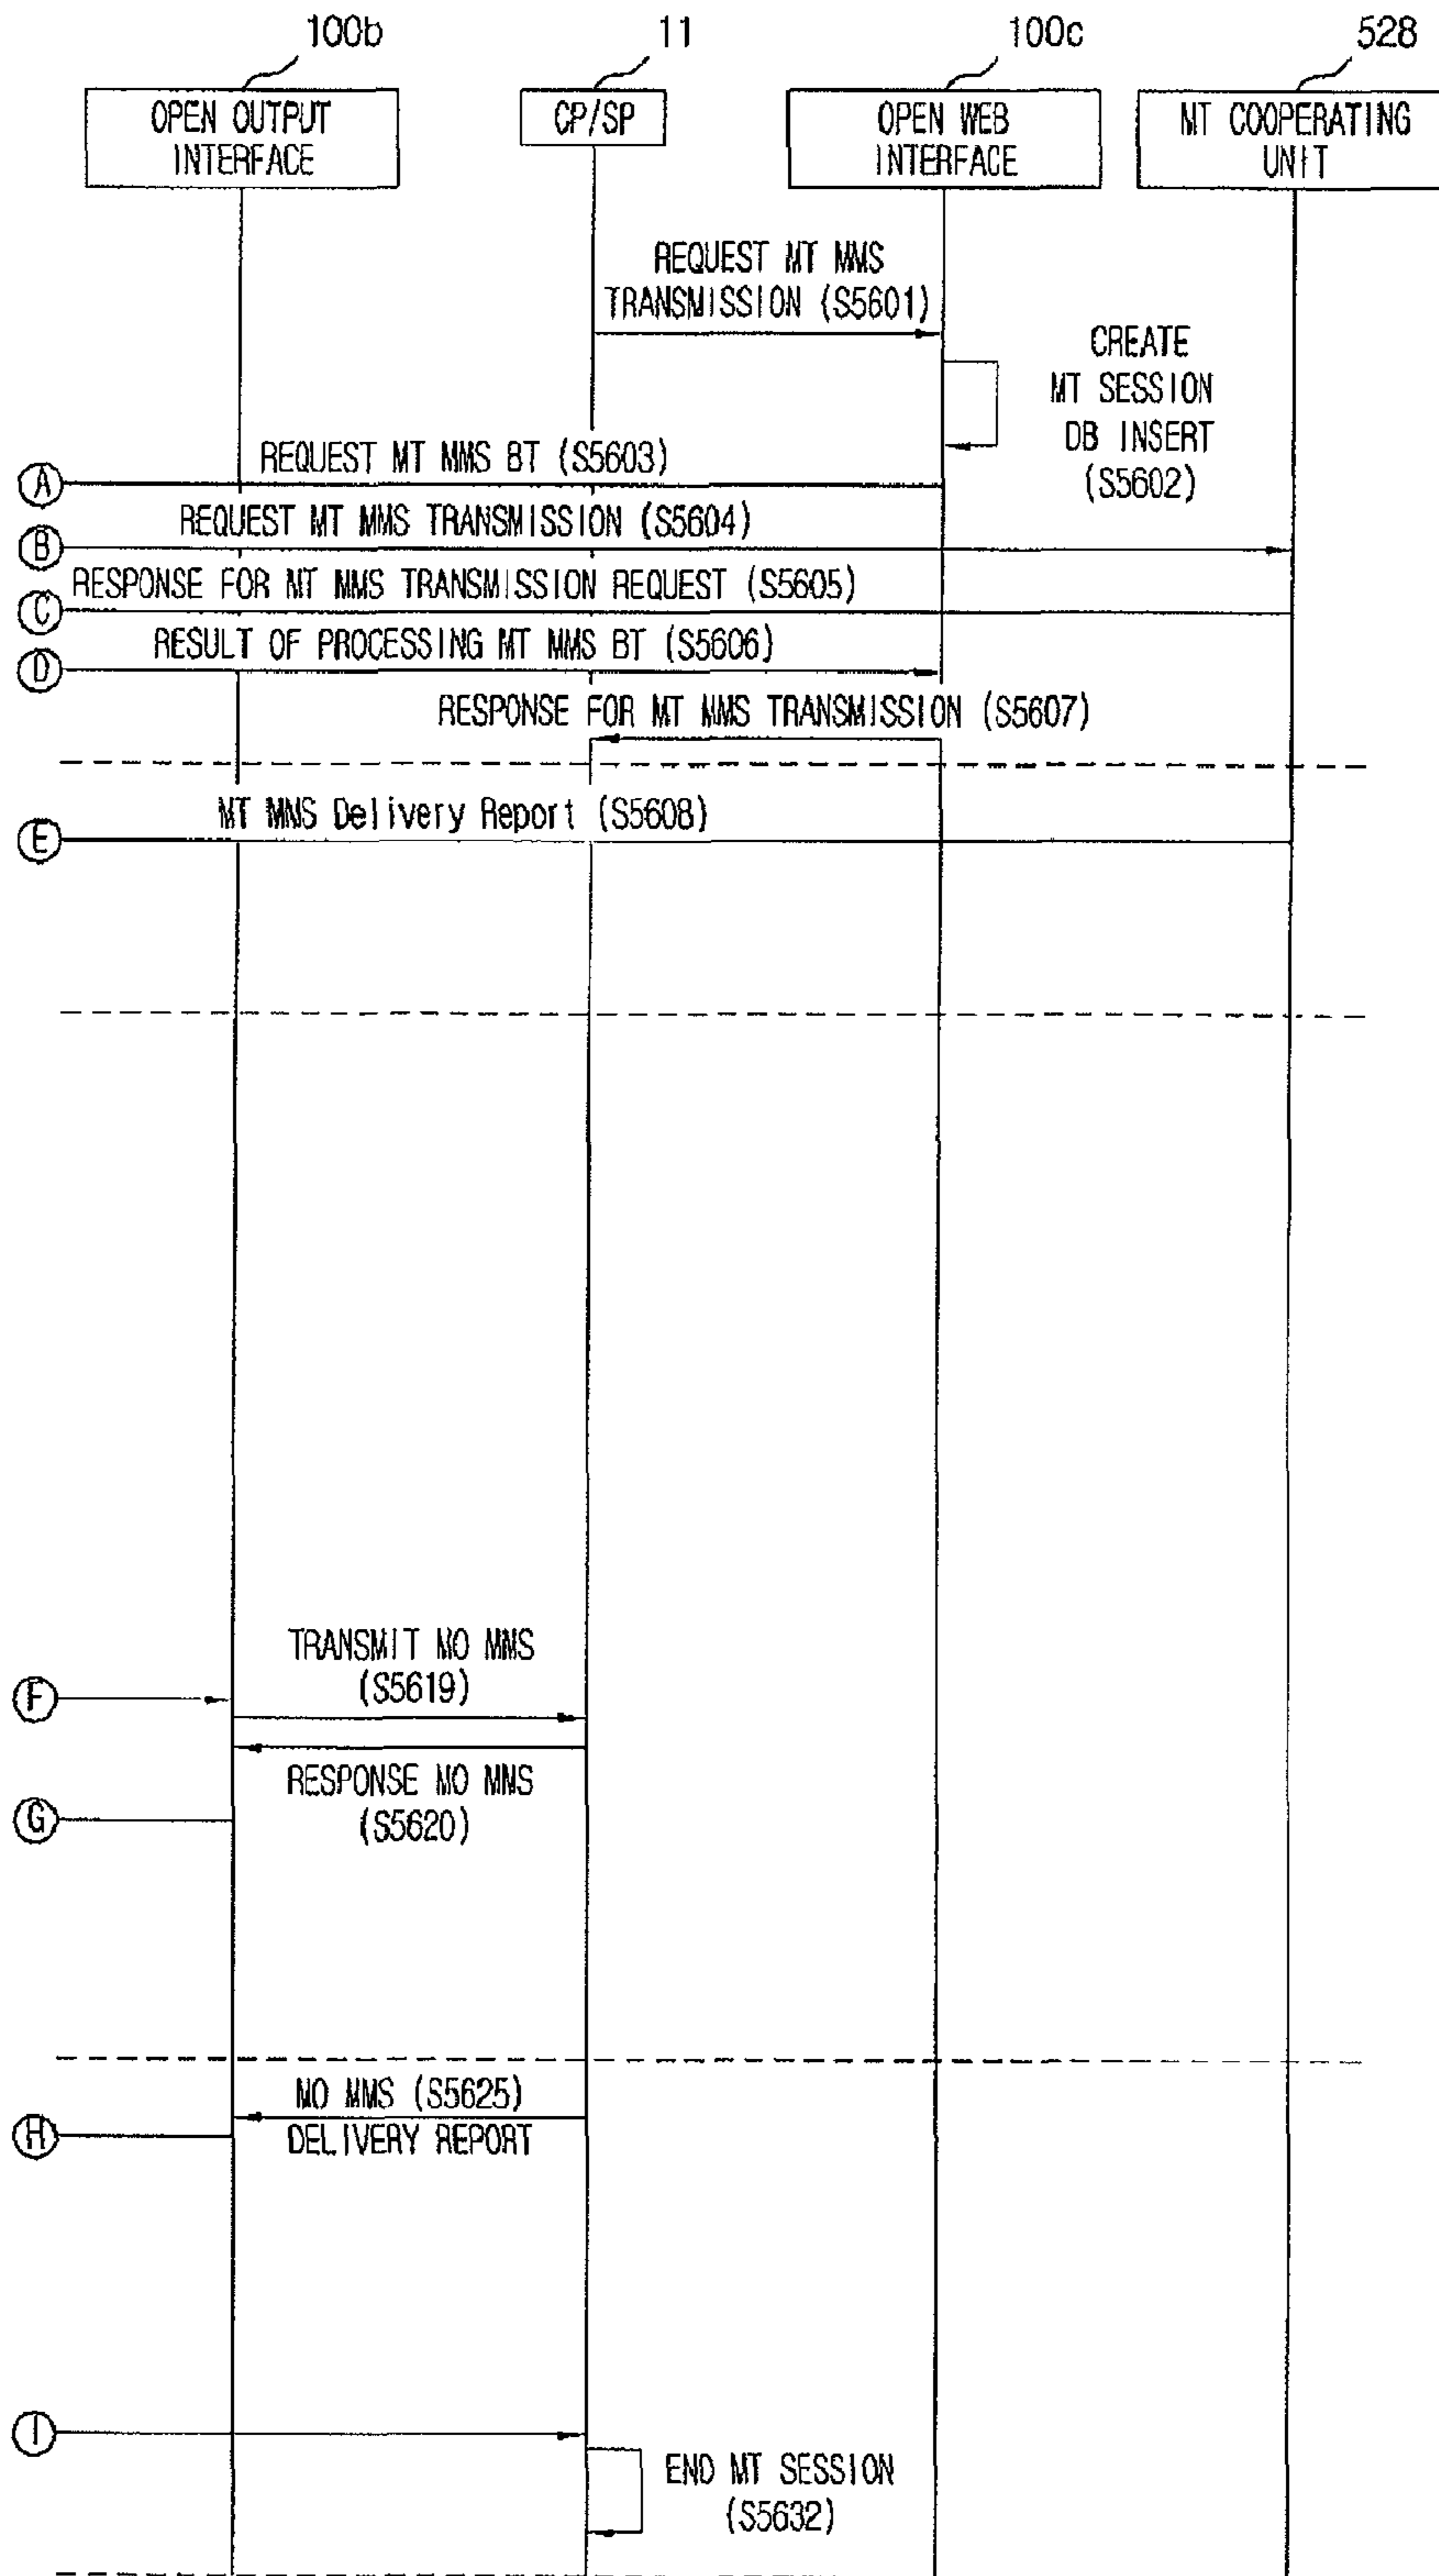 100b
11
100c
528
OPEN OUTPUT
INTERFACE
CP/SP
OPEN WEB
INTERFACE
MT COOPERATING
UNIT
REQUEST MT MMS
TRANSMISSION (S5601)
CREATE
MT SESSION
DB INSERT
(S5602)
REQUEST MT MMS BT (S5603)
A
REQUEST MT MMS TRANSMISSION (S5604)
B
RESPONSE FOR MT MMS TRANSMISSION REQUEST (S5605)
C
RESULT OF PROCESSING MT MMS BT (S5606)
D
RESPONSE FOR MT MMS TRANSMISSION (S5607)
MT MMS Delivery Report (S5608)
E
TRANSMIT MO MMS
(S5619)
F
RESPONSE MO MMS
(S5620)
G
MO MMS (S5625)
DELIVERY REPORT
H
I
END MT SESSION
(S5632)